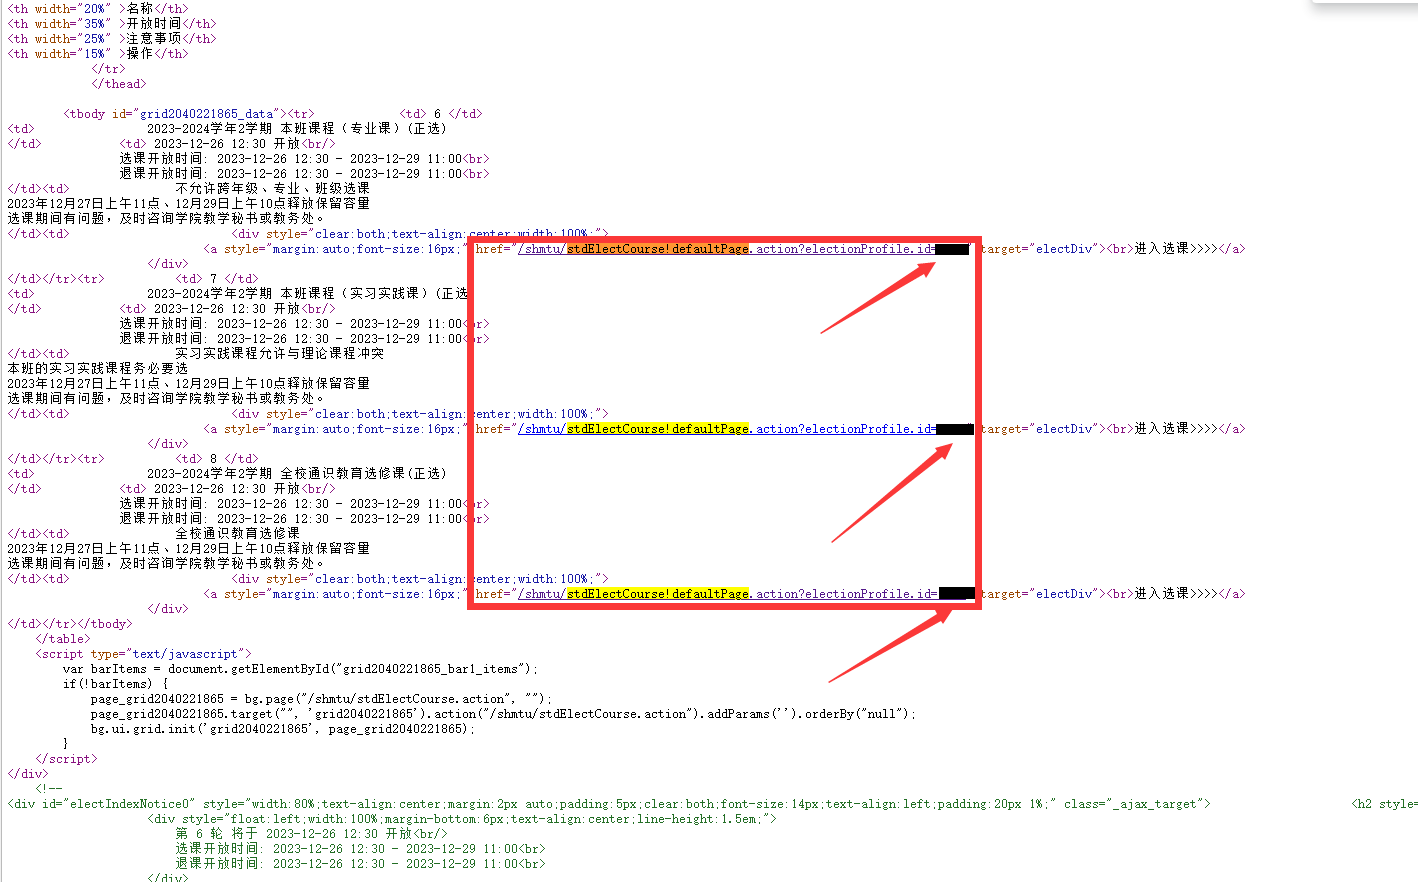 <th width="20%" >名称</th>
<th width="35%" >开放时间</th>
<th width="25%" >注意事项</th>
<th width="15%" >操作</th>
</tr>
</thead>
<tbody id="grid2040221865_data"><tr> <td> 6 </td>
<td> 2023-2024学年2学期 本班课程（专业课）(正选)
</td> <td> 2023-12-26 12:30 开放<br/>
选课开放时间: 2023-12-26 12:30 - 2023-12-29 11:00<br>
退课开放时间: 2023-12-26 12:30 - 2023-12-29 11:00<br>
</td><td> 不允许跨年级、专业、班级选课
2023年12月27日上午11点、12月29日上午10点释放保留容量
选课期间有问题，及时咨询学院教学秘书或教务处。
</td><td> <div style="clear:both;text-align:center;width:100%;">
<a style="margin:auto;font-size:16px;" href="/shmtu/stdElectCourse!defaultPage.action?electionProfile.id= target="electDiv"><br>进入选课>>>></a>
</div>
</td></tr><tr> <td> 7 </td>
<td> 2023-2024学年2学期 本班课程（实习实践课）(正选
</td> <td> 2023-12-26 12:30 开放<br/>
选课开放时间: 2023-12-26 12:30 - 2023-12-29 11:00<br>
退课开放时间: 2023-12-26 12:30 - 2023-12-29 11:00<br>
</td><td> 实习实践课程允许与理论课程冲突
本班的实习实践课程务必要选
2023年12月27日上午11点、12月29日上午10点释放保留容量
选课期间有问题，及时咨询学院教学秘书或教务处。
</td><td> <div style="clear:both;text-align:center;width:100%;">
<a style="margin:auto;font-size:16px;" href="/shmtu/stdElectCourse!defaultPage.action?electionProfile.id= target="electDiv"><br>进入选课>>>></a>
</div>
</td></tr><tr> <td> 8 </td>
<td> 2023-2024学年2学期 全校通识教育选修课(正选)
</td> <td> 2023-12-26 12:30 开放<br/>
选课开放时间: 2023-12-26 12:30 - 2023-12-29 11:00<br>
退课开放时间: 2023-12-26 12:30 - 2023-12-29 11:00<br>
</td><td> 全校通识教育选修课
2023年12月27日上午11点、12月29日上午10点释放保留容量
选课期间有问题，及时咨询学院教学秘书或教务处。
</td><td> <div style="clear:both;text-align:center;width:100%;">
<a style="margin:auto;font-size:16px;" href="/shmtu/stdElectCourse!defaultPage.action?electionProfile.id= target="electDiv"><br>进入选课>>>></a>
</div>
</td></tr></tbody>
</table>
<script type="text/javascript">
var barItems = document.getElementById("grid2040221865_bar1_items");
if(!barItems) {
page_grid2040221865 = bg.page("/shmtu/stdElectCourse.action", "");
page_grid2040221865.target("", 'grid2040221865').action("/shmtu/stdElectCourse.action").addParams('').orderBy("null");
bg.ui.grid.init('grid2040221865', page_grid2040221865);
}
</script>
</div>
<!--
<div id="electIndexNotice0" style="width:80%;text-align:center;margin:2px auto;padding:5px;clear:both;font-size:14px;text-align:left;padding:20px 1%;" class="_ajax_target"> <h2 style=
<div style="float:left;width:100%;margin-bottom:6px;text-align:center;line-height:1.5em;">
第 6 轮 将于 2023-12-26 12:30 开放<br/>
选课开放时间: 2023-12-26 12:30 - 2023-12-29 11:00<br>
退课开放时间: 2023-12-26 12:30 - 2023-12-29 11:00<br>
</div>